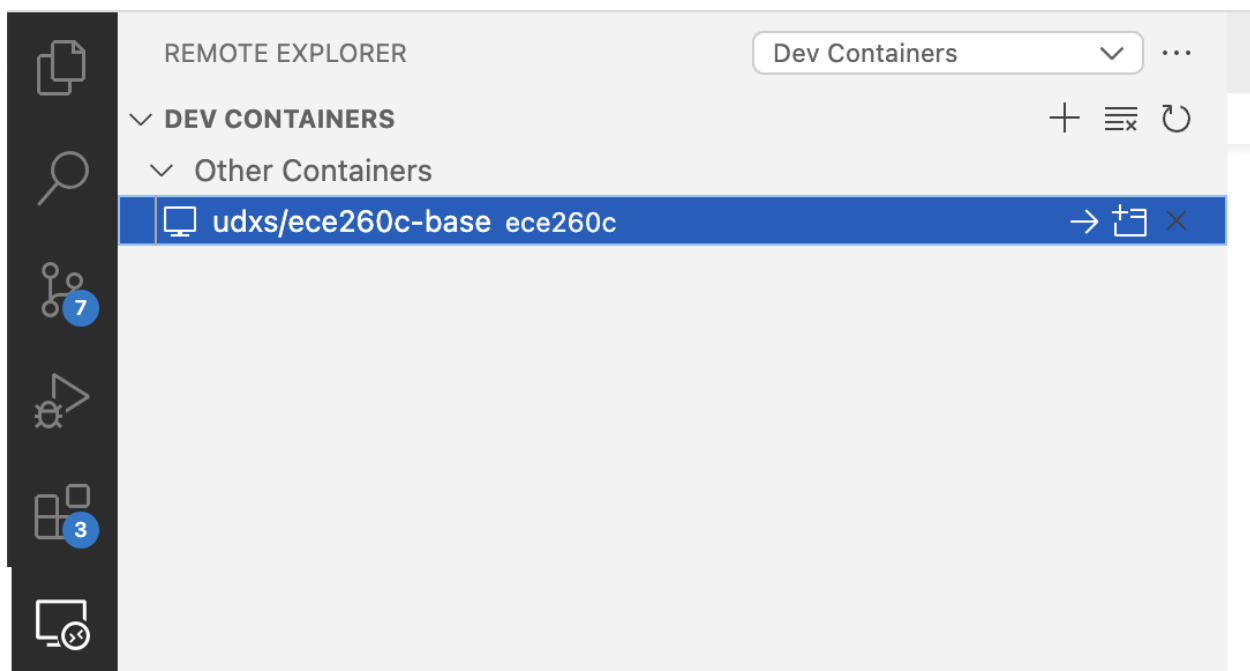 REMOTE EXPLORER Dev Containers
DEV CONTAINERS
Other Containers
udxs/ece260c-base ece260c
7
3